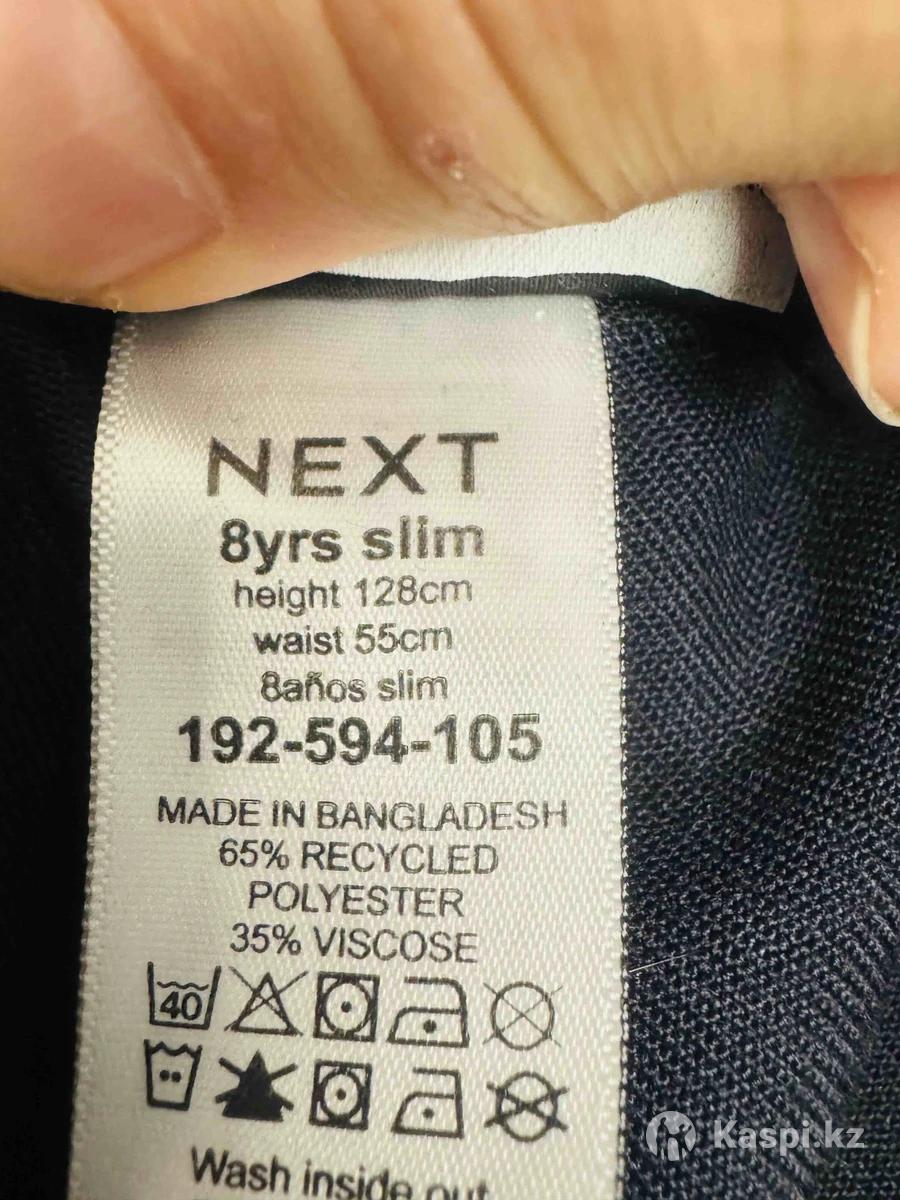 NEXT
8yrs slim
height 128cm
waist 55cm
8años slim
192-594-105
MADE IN BANGLADESH
65% RECYCLED
POLYESTER
35% VISCOSE
40
Wash inside out
Kaspi.kz